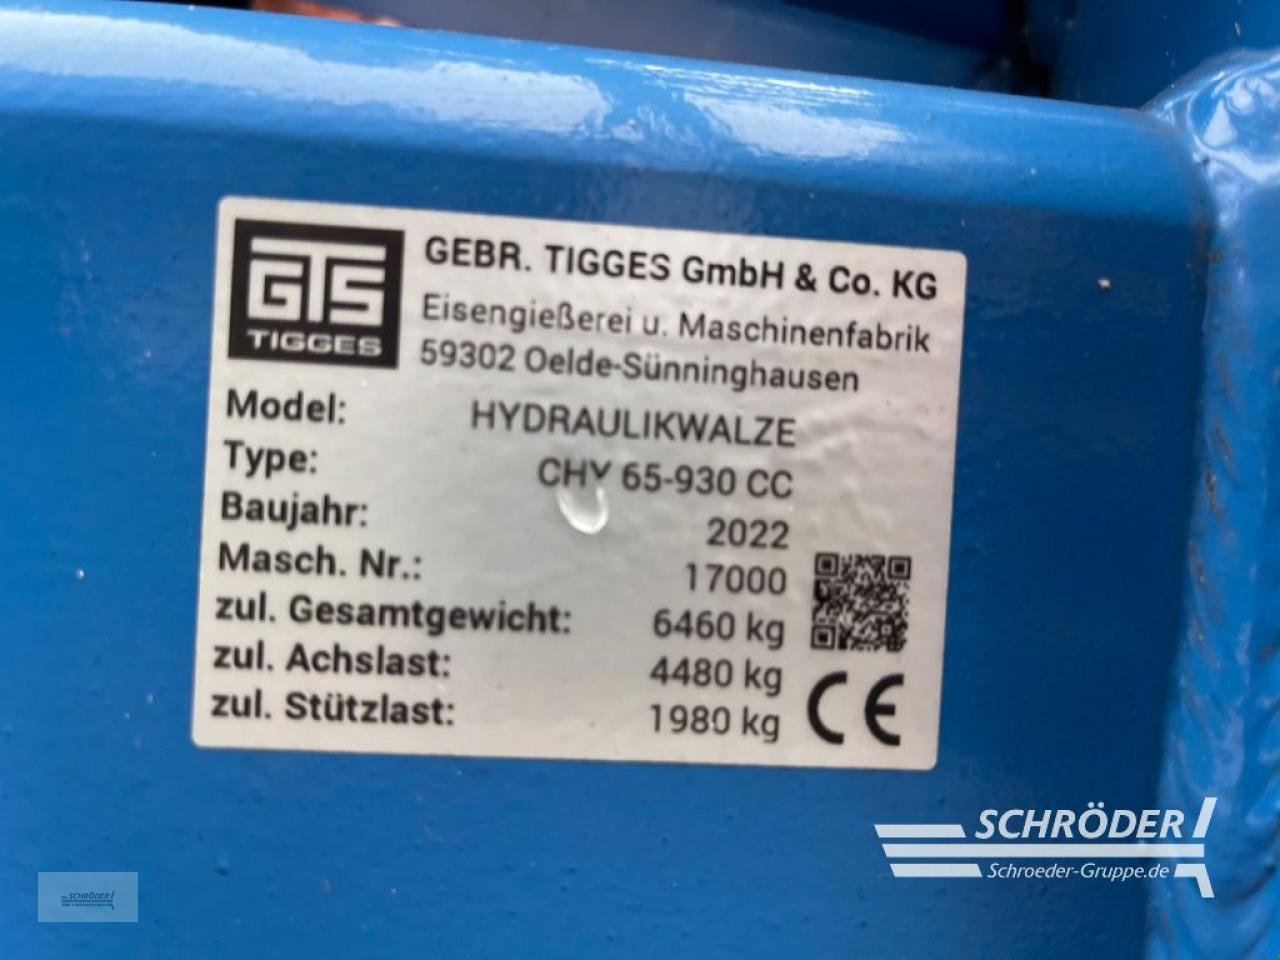 GTS
TIGGES
GEBR. TIGGES GmbH & Co. KG
Eisengießerei u. Maschinenfabrik
59302 Oelde-Sünninghausen
Model: HYDRAULIKWALZE
Type: CHY 65-930 CC
Baujahr: 2022
Masch. Nr.: 17000
zul. Gesamtgewicht: 6460 kg
zul. Achslast: 4480 kg
zul. Stützlast: 1980 kg
CE
SCHRÖDER
Schroeder-Gruppe.de
SCHRÖDER